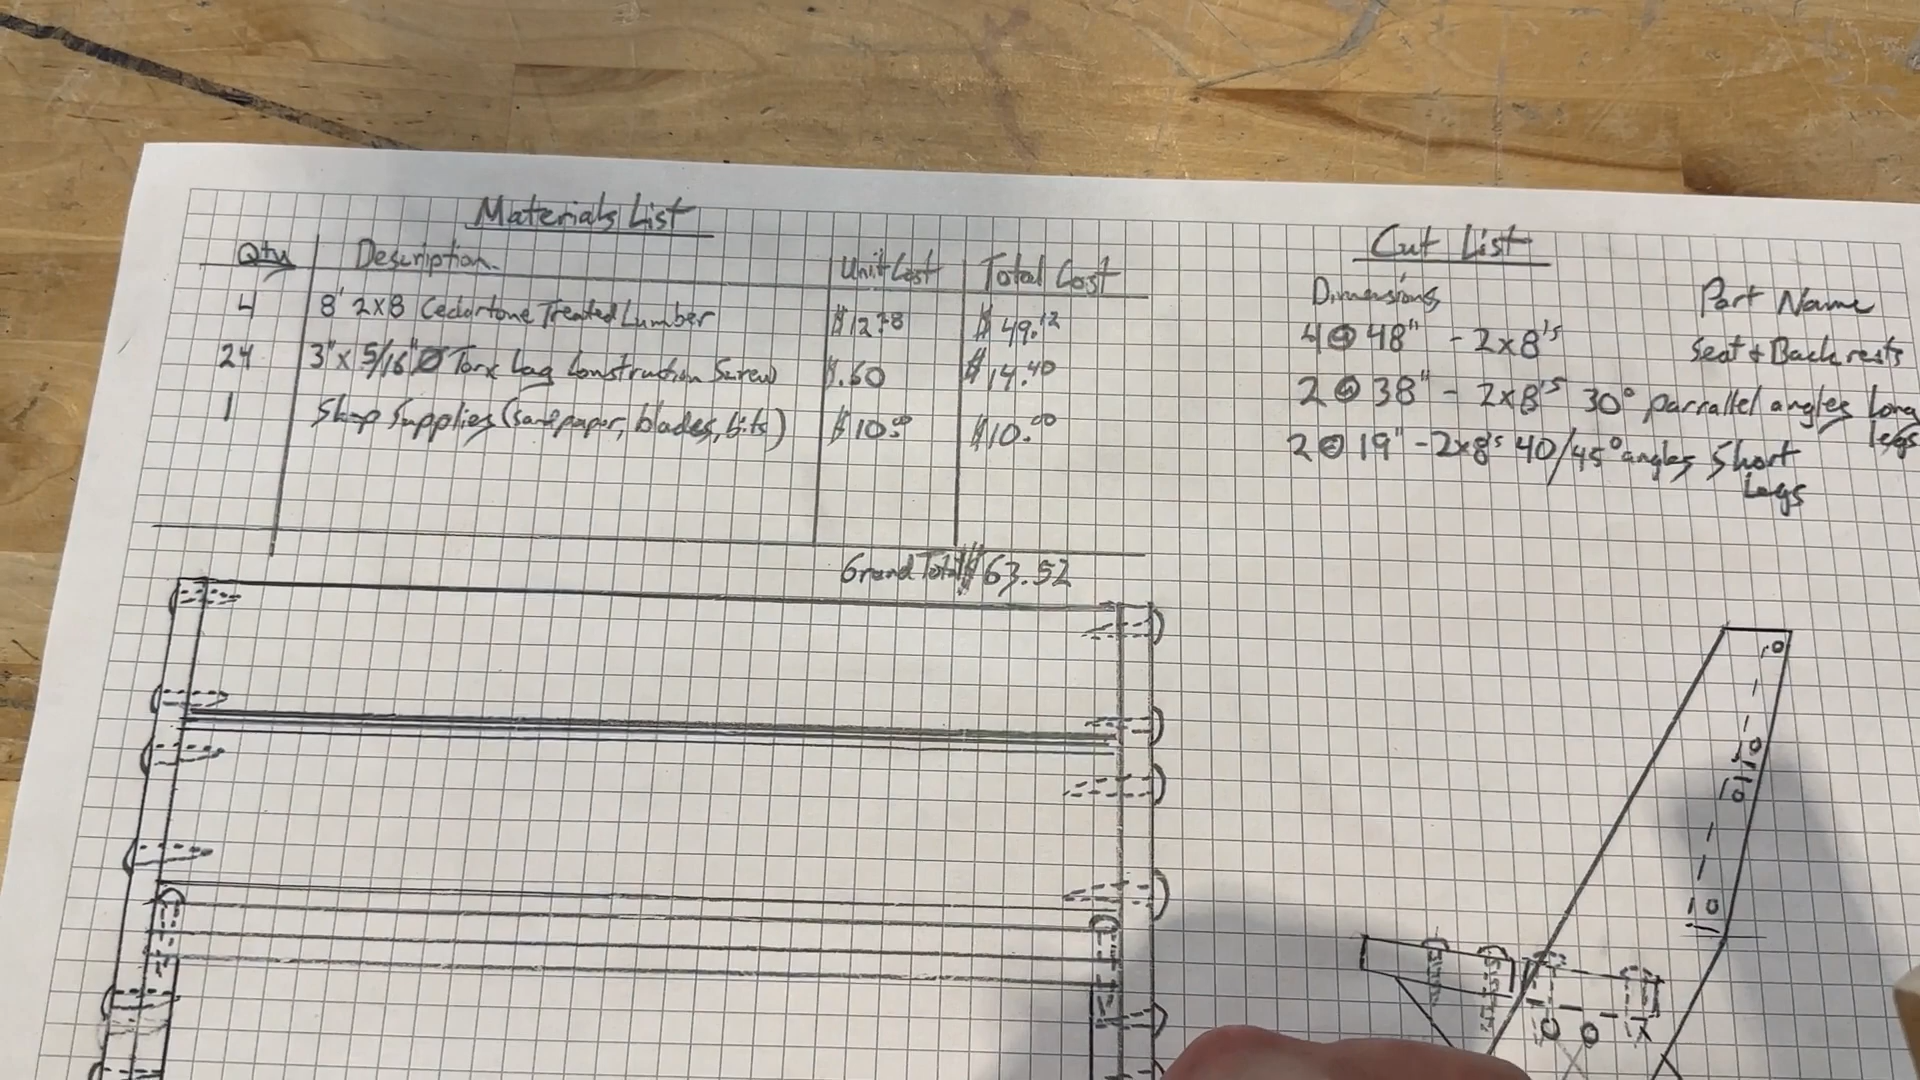 Materials List
Qty Description Unit Cost Total Cost
4 8' 2x8 Cedartone Treated Lumber $12.78 $49.12
24 3" x 5/16" Ø Torx Lag Construction Screw $.60 $14.40
1 Shop Supplies (sandpaper, blades, bits) $10.00 $10.00
Grand Total $63.52
Cut List
Dimensions Part Name
4 @ 48" - 2x8's Seat & Back rests
2 @ 38" - 2x8's 30° parrallel angles Long
legs
2 @ 19" - 2x8's 40/45° angles Short
Legs